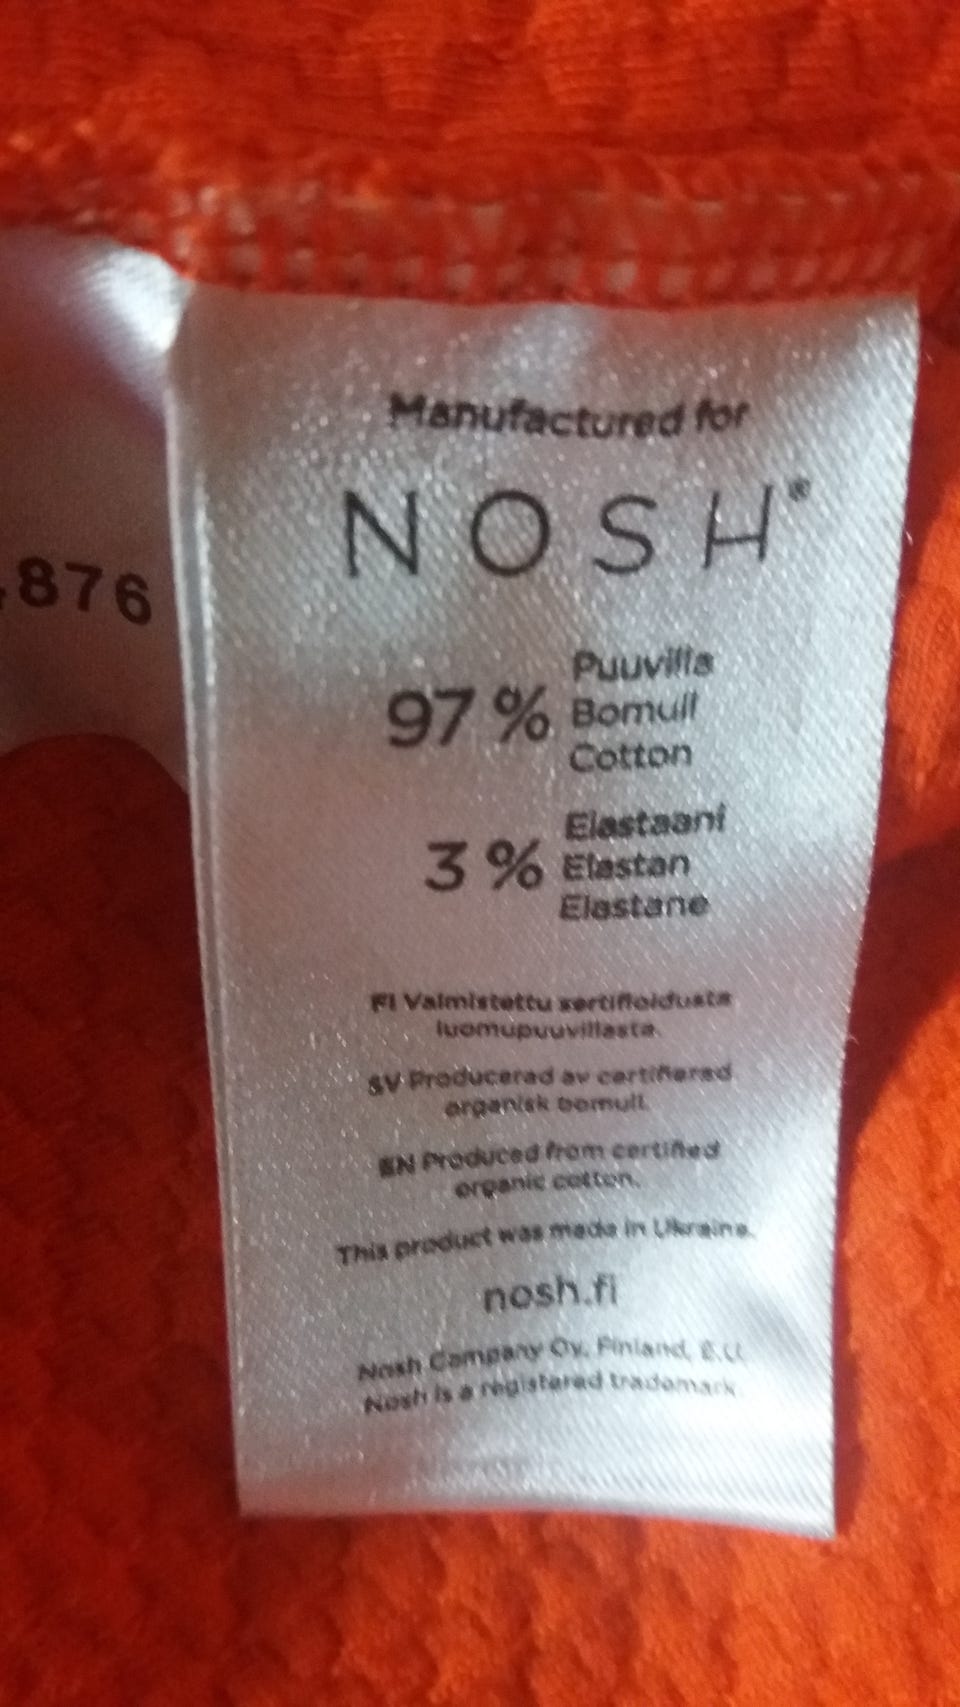 Manufactured for
NOSH®
876
97 % Puuvilla
Bomull
Cotton
3 % Elastaani
Elastan
Elastane
FI Valmistettu sertifioidusta
luomupuuvillasta.
SV Producerad av certifierad
organisk bomull.
EN Produced from certified
organic cotton.
This product was made in Ukraine.
nosh.fi
Nosh Company Oy, Finland, E.U.
Nosh is a registered trademark.